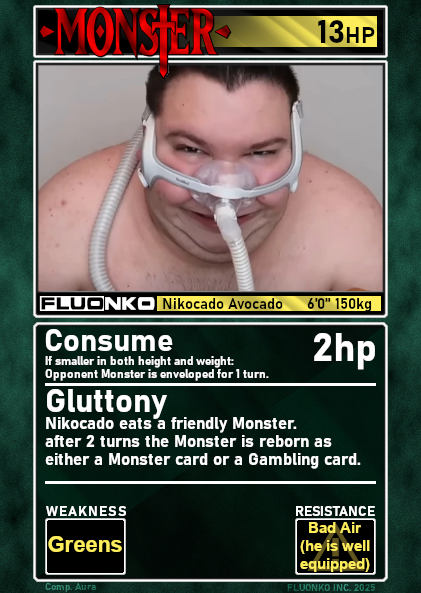 MONSTER
13HP
FLUONKO Nikocado Avocado 6'0" 150kg
Consume
2hp
If smaller in both height and weight:
Opponent Monster is enveloped for 1 turn.
Gluttony
Nikocado eats a friendly Monster.
after 2 turns the Monster is reborn as
either a Monster card or a Gambling card.
WEAKNESS
Greens
RESISTANCE
Bad Air
(he is well
equipped)
Comp. Aura
FLUONKO INC. 2025